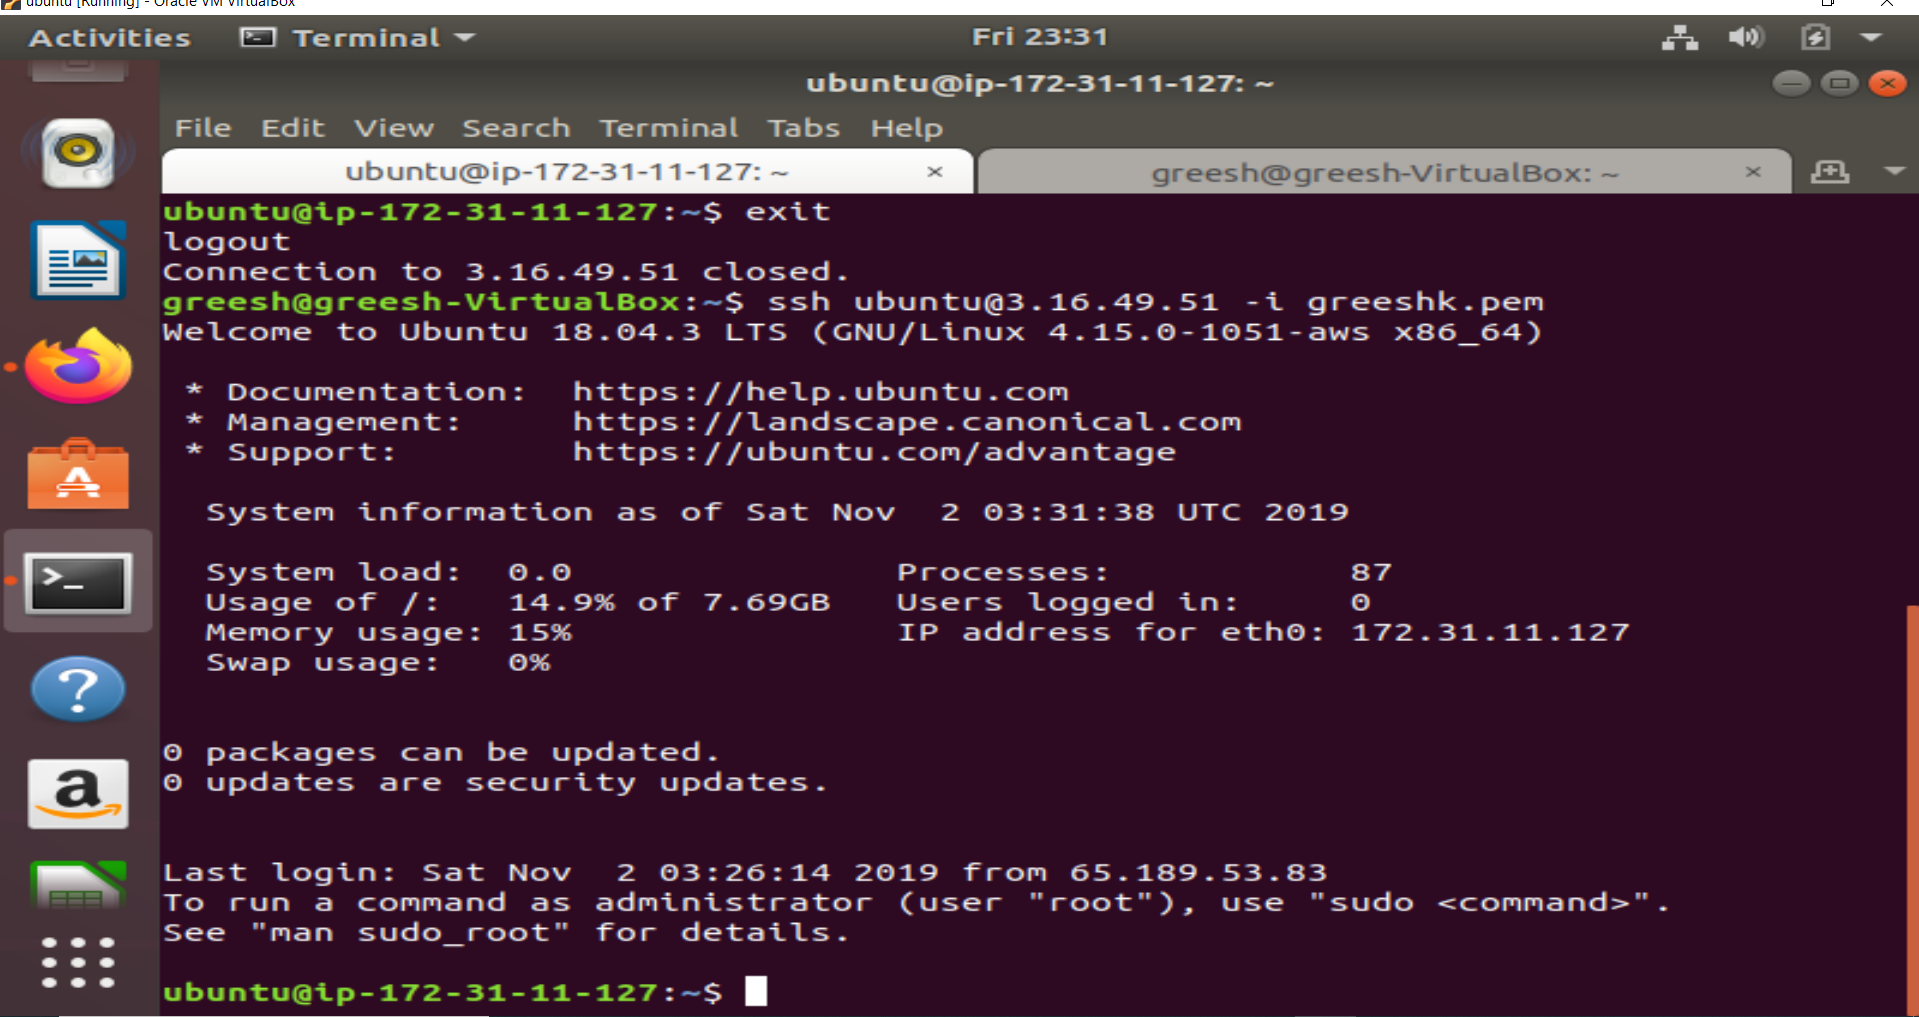 ubuntu [Running] - Oracle VM VirtualBox
Activities Terminal Fri 23:31
ubuntu@ip-172-31-11-127: ~
File Edit View Search Terminal Tabs Help
ubuntu@ip-172-31-11-127: ~ × greesh@greesh-VirtualBox: ~ ×
ubuntu@ip-172-31-11-127:~$ exit
logout
Connection to 3.16.49.51 closed.
greesh@greesh-VirtualBox:~$ ssh ubuntu@3.16.49.51 -i greeshk.pem
Welcome to Ubuntu 18.04.3 LTS (GNU/Linux 4.15.0-1051-aws x86_64)
* Documentation: https://help.ubuntu.com
* Management: https://landscape.canonical.com
* Support: https://ubuntu.com/advantage
System information as of Sat Nov 2 03:31:38 UTC 2019
System load: 0.0 Processes: 87
Usage of /: 14.9% of 7.69GB Users logged in: 0
Memory usage: 15% IP address for eth0: 172.31.11.127
Swap usage: 0%
0 packages can be updated.
0 updates are security updates.
Last login: Sat Nov 2 03:26:14 2019 from 65.189.53.83
To run a command as administrator (user "root"), use "sudo <command>".
See "man sudo_root" for details.
ubuntu@ip-172-31-11-127:~$